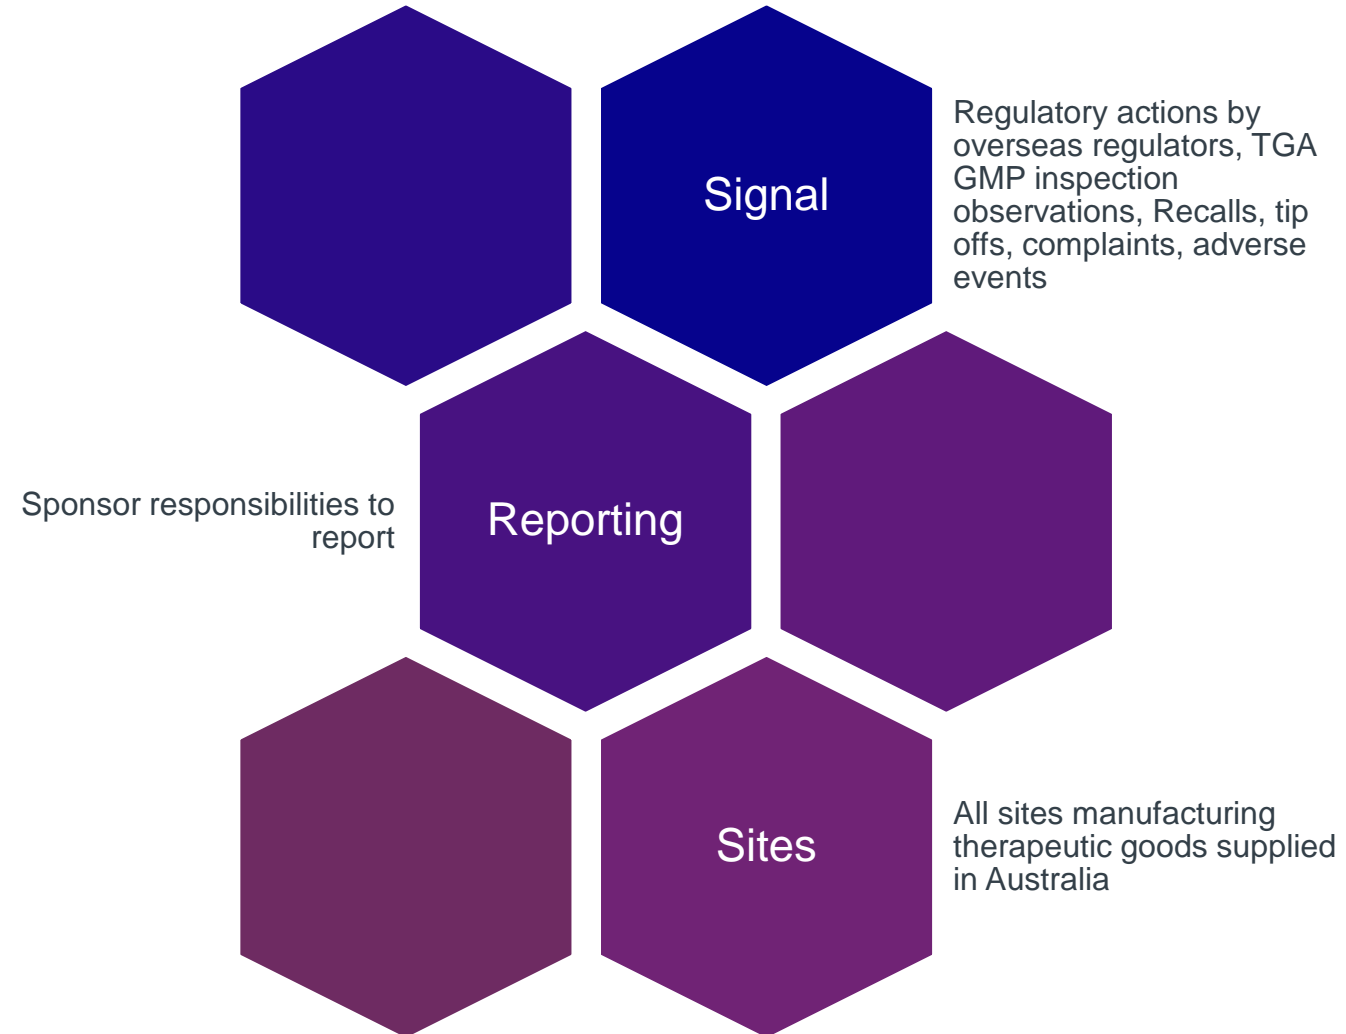 Signal
Regulatory actions by
overseas regulators, TGA
GMP inspection
observations, Recalls, tip
offs, complaints, adverse
events
Sponsor responsibilities to
report
Reporting
Sites
All sites manufacturing
therapeutic goods supplied
in Australia